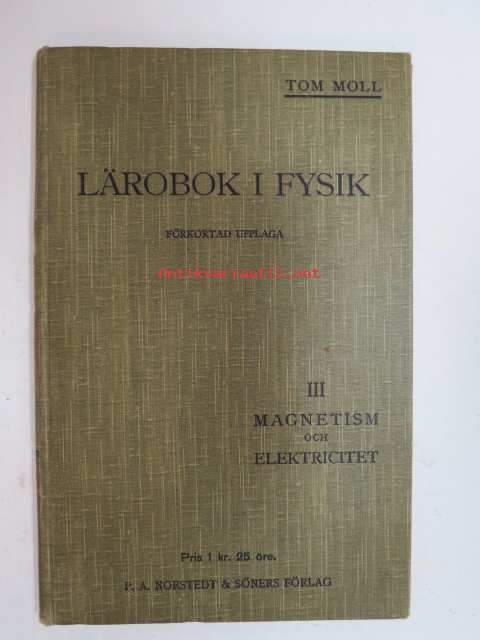 TOM MOLL
LÄROBOK I FYSIK
FÖRKORTAD UPPLAGA
Antikvariaatti.net
III
MAGNETISM
OCH
ELEKTRICITET
Pris 1 kr. 25 öre.
P. A. NORSTEDT & SÖNERS FÖRLAG